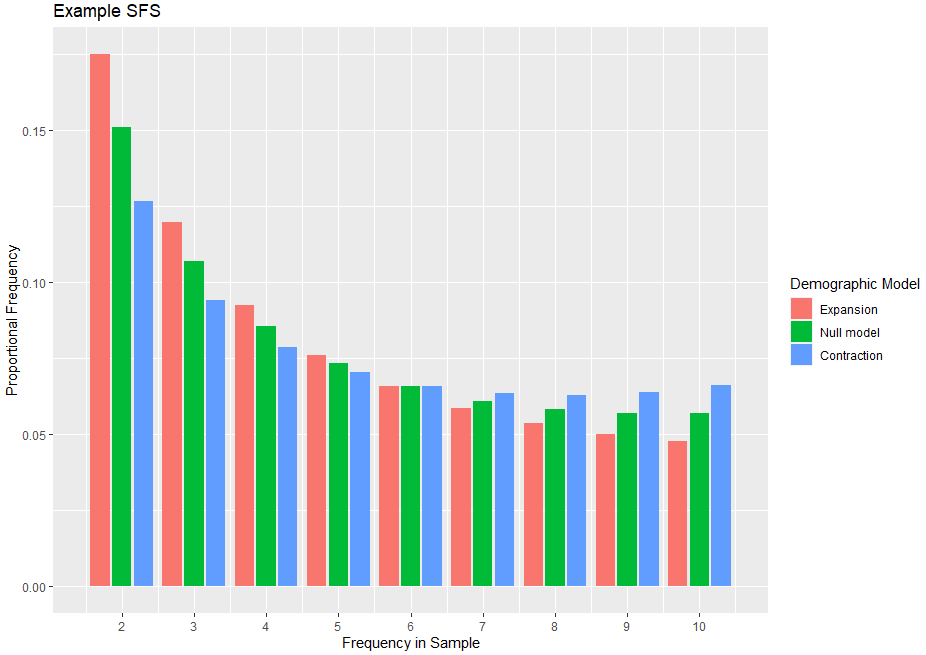 Example SFS
Proportional Frequency
0.15
0.10
0.05
0.00
2 3 4 5 6 7 8 9 10
Frequency in Sample
Demographic Model
Expansion
Null model
Contraction